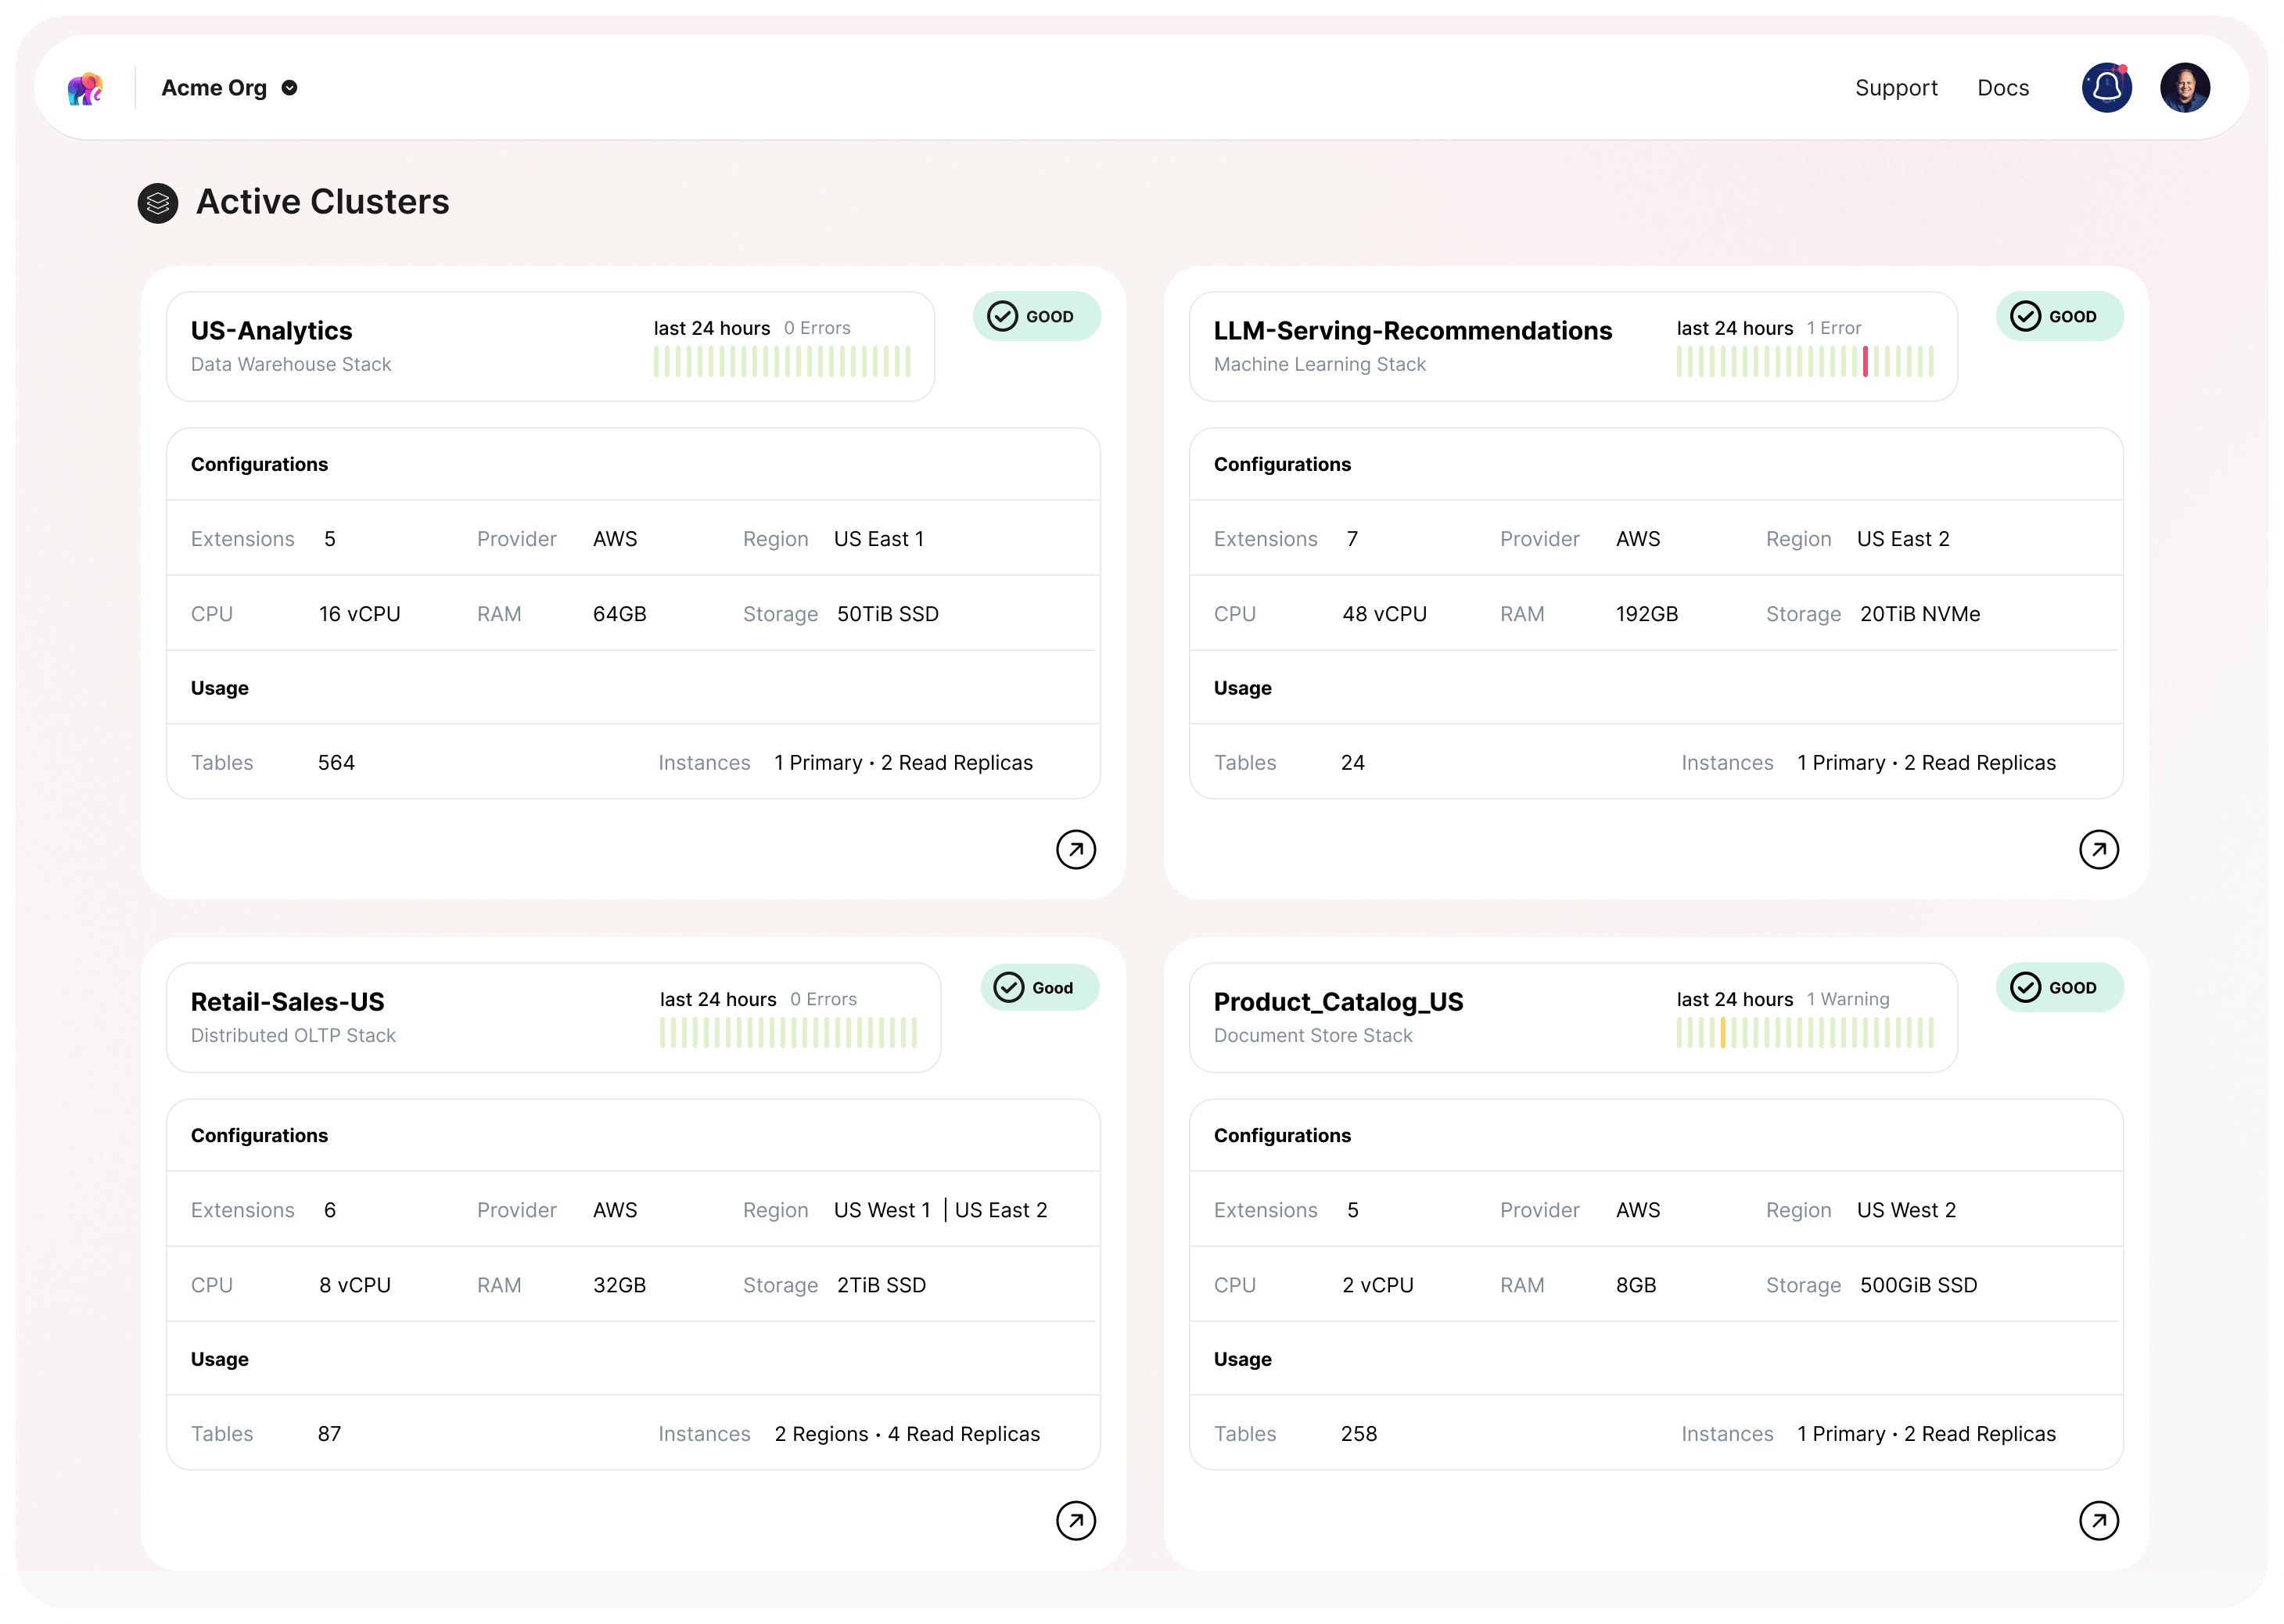 Acme Org
Support
Docs
Active Clusters
US-Analytics
Data Warehouse Stack
last 24 hours 0 Errors
GOOD
Configurations
Extensions 5 Provider AWS Region US East 1
CPU 16 vCPU RAM 64GB Storage 50TiB SSD
Usage
Tables 564 Instances 1 Primary • 2 Read Replicas
LLM-Serving-Recommendations
Machine Learning Stack
last 24 hours 1 Error
GOOD
Configurations
Extensions 7 Provider AWS Region US East 2
CPU 48 vCPU RAM 192GB Storage 20TiB NVMe
Usage
Tables 24 Instances 1 Primary • 2 Read Replicas
Retail-Sales-US
Distributed OLTP Stack
last 24 hours 0 Errors
Good
Configurations
Extensions 6 Provider AWS Region US West 1 | US East 2
CPU 8 vCPU RAM 32GB Storage 2TiB SSD
Usage
Tables 87 Instances 2 Regions • 4 Read Replicas
Product_Catalog_US
Document Store Stack
last 24 hours 1 Warning
GOOD
Configurations
Extensions 5 Provider AWS Region US West 2
CPU 2 vCPU RAM 8GB Storage 500GiB SSD
Usage
Tables 258 Instances 1 Primary • 2 Read Replicas